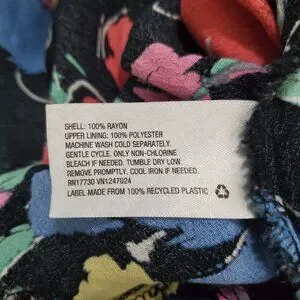 SHELL: 100% RAYON
UPPER LINING: 100% POLYESTER
MACHINE WASH COLD SEPARATELY.
GENTLE CYCLE. ONLY NON-CHLORINE
BLEACH IF NEEDED. TUMBLE DRY LOW.
REMOVE PROMPTLY. COOL IRON IF NEEDED.
RN17730 VN1247024
LABEL MADE FROM 100% RECYCLED PLASTIC